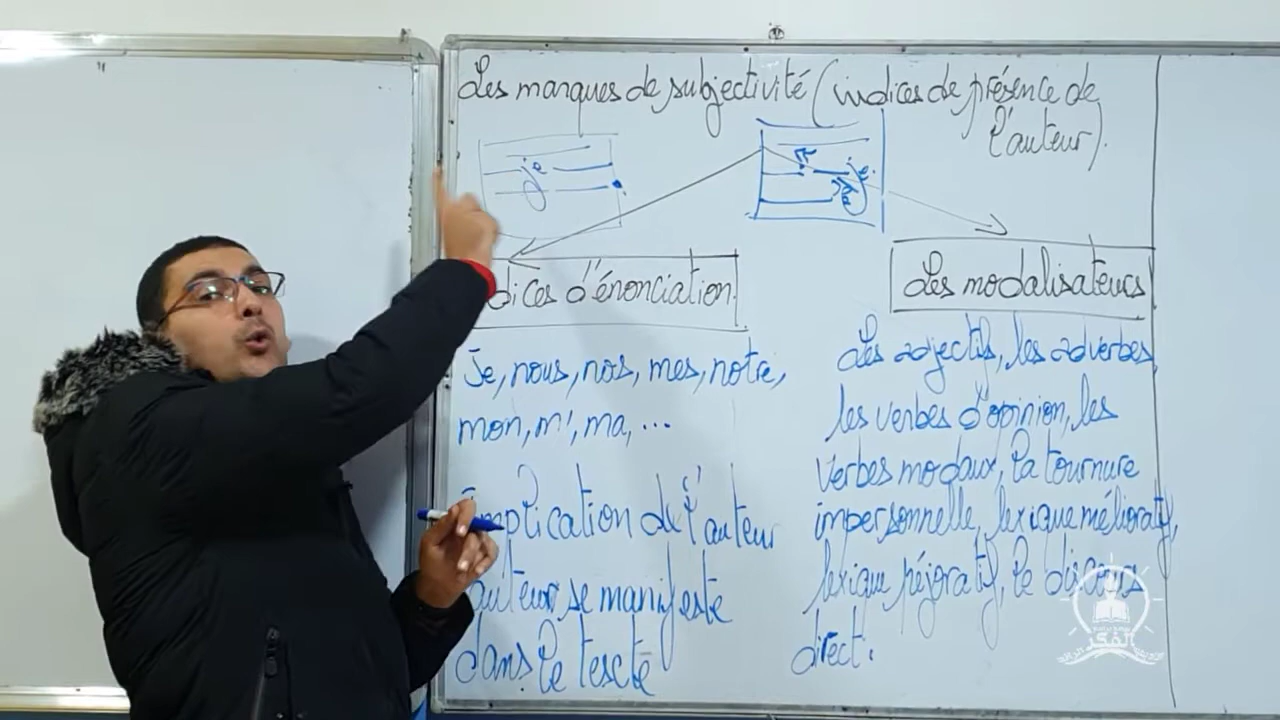 Les marques de subjectivité (indices de présence de
l'auteur).
je
je
dices d'énonciation
Les modalisateurs
Je, nous, nos, mes, notre,
mon, m', ma, ...
Implication de l'auteur
auteur se manifeste
dans le texte
Les adjectifs, les adverbes,
les verbes d'opinion, les
verbes modaux, la tournure
impersonnelle, lexique mélioratif,
lexique péjoratif, le discours
direct.
الفكر